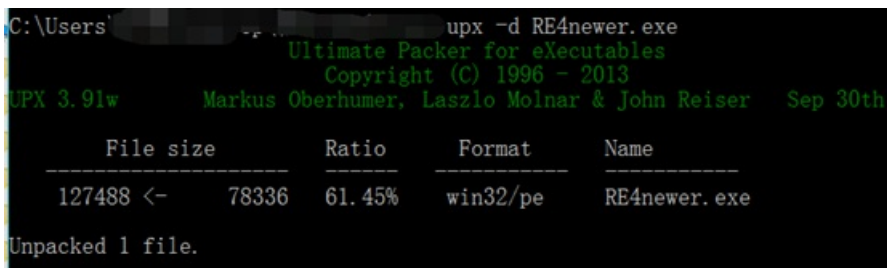 C:\Users upx -d RE4newer.exe
Ultimate Packer for eXecutables
Copyright (C) 1996 - 2013
UPX 3.91w Markus Oberhumer, Laszlo Molnar & John Reiser Sep 30th
File size Ratio Format Name
-------------------- ------ ----------- -----------
127488 <- 78336 61.45% win32/pe RE4newer.exe
Unpacked 1 file.